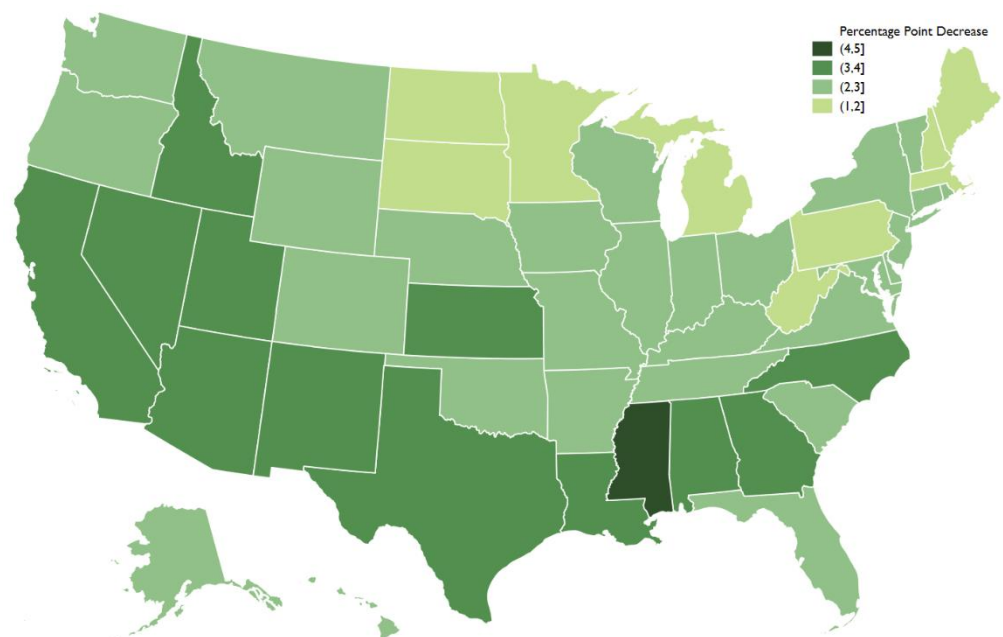 Percentage Point Decrease
(4,5]
(3,4]
(2,3]
(1,2]